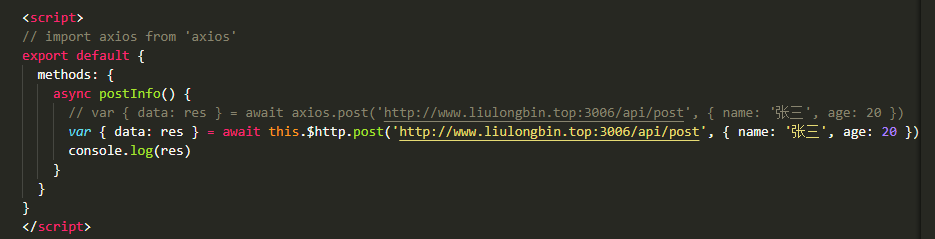 <script>
// import axios from 'axios'
export default {
  methods: {
    async postInfo() {
      // var { data: res } = await axios.post('http://www.liulongbin.top:3006/api/post', { name: '张三', age: 20 })
      var { data: res } = await this.$http.post('http://www.liulongbin.top:3006/api/post', { name: '张三', age: 20 })
      console.log(res)
    }
  }
}
</script>